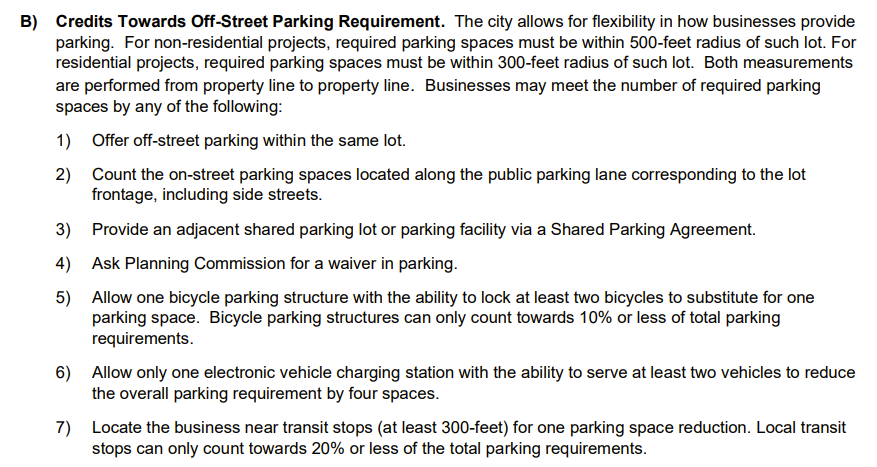 B) Credits Towards Off-Street Parking Requirement. The city allows for flexibility in how businesses provide
parking. For non-residential projects, required parking spaces must be within 500-feet radius of such lot. For
residential projects, required parking spaces must be within 300-feet radius of such lot. Both measurements
are performed from property line to property line. Businesses may meet the number of required parking
spaces by any of the following:
1) Offer off-street parking within the same lot.
2) Count the on-street parking spaces located along the public parking lane corresponding to the lot
frontage, including side streets.
3) Provide an adjacent shared parking lot or parking facility via a Shared Parking Agreement.
4) Ask Planning Commission for a waiver in parking.
5) Allow one bicycle parking structure with the ability to lock at least two bicycles to substitute for one
parking space. Bicycle parking structures can only count towards 10% or less of total parking
requirements.
6) Allow only one electronic vehicle charging station with the ability to serve at least two vehicles to reduce
the overall parking requirement by four spaces.
7) Locate the business near transit stops (at least 300-feet) for one parking space reduction. Local transit
stops can only count towards 20% or less of the total parking requirements.